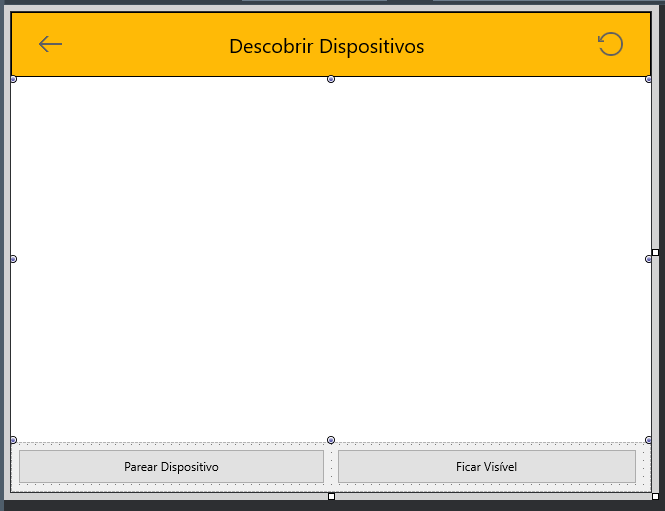 Descobrir Dispositivos
Parear Dispositivo
Ficar Visível